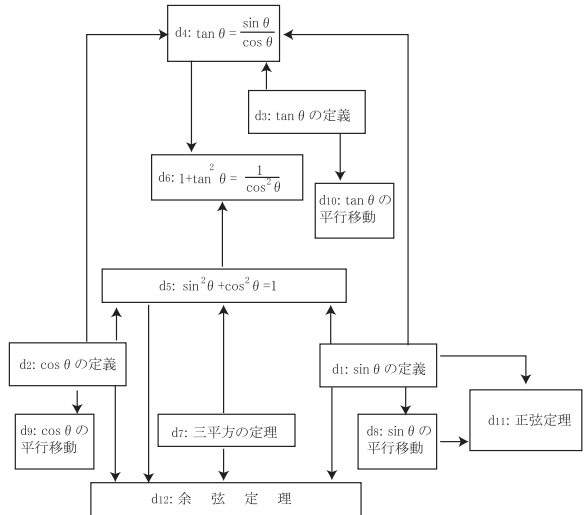 d4: tan θ = sin θ / cos θ
d3: tan θ の定義
d6: 1+tan² θ = 1 / cos² θ
d10: tan θ の
平行移動
d5: sin²θ+cos²θ=1
d2: cos θ の定義
d1: sin θ の定義
d9: cos θ の
平行移動
d7: 三平方の定理
d8: sin θ の
平行移動
d11: 正弦定理
d12: 余 弦 定 理